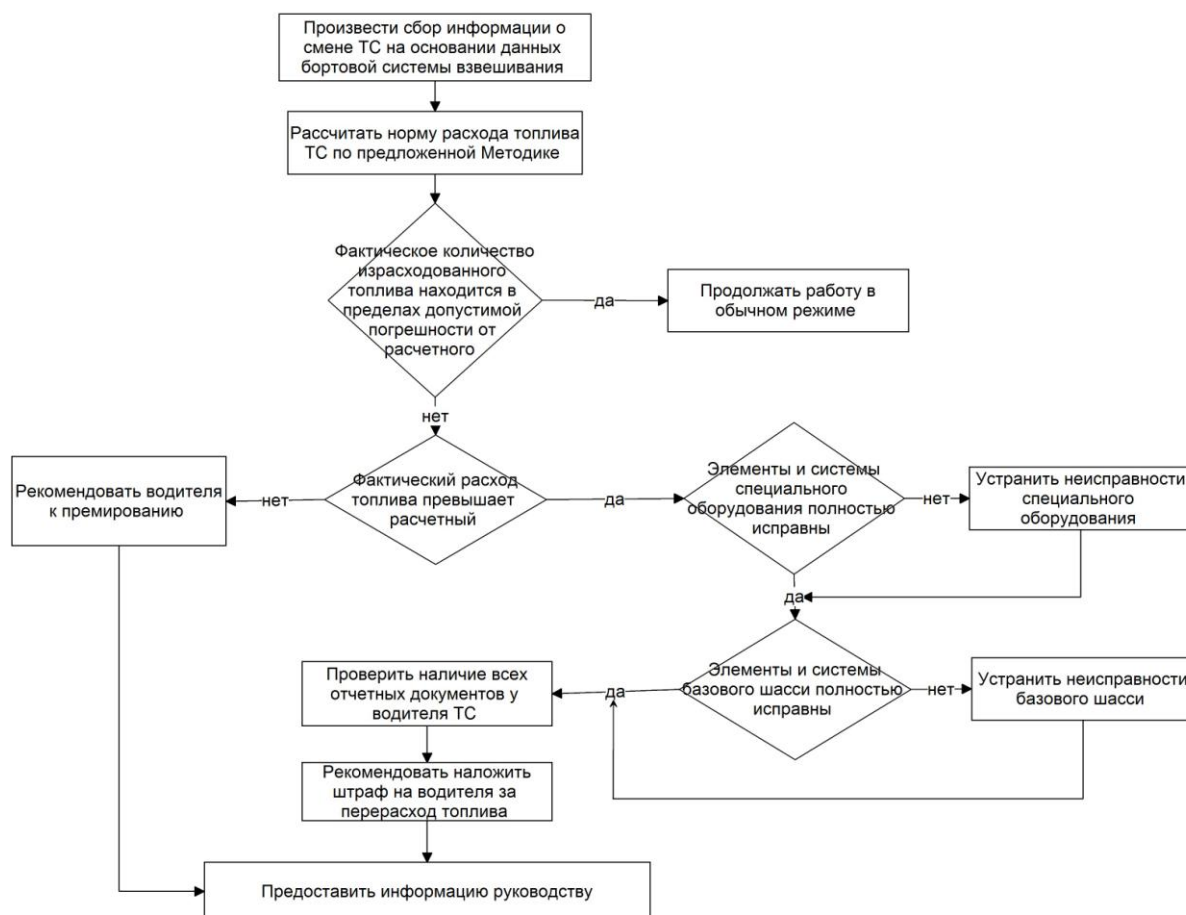 Произвести сбор информации о
смене ТС на основании данных
бортовой системы взвешивания
Рассчитать норму расхода топлива
ТС по предложенной Методике
Фактическое количество
израсходованного
топлива находится в
пределах допустимой
погрешности от
расчетного
да
Продолжать работу в
обычном режиме
нет
Рекомендовать водителя
к премированию
нет
Фактический расход
топлива превышает
расчетный
да
Элементы и системы
специального
оборудования полностью
исправны
нет
Устранить неисправности
специального
оборудования
да
Проверить наличие всех
отчетных документов у
водителя ТС
да
Элементы и системы
базового шасси полностью
исправны
нет
Устранить неисправности
базового шасси
Рекомендовать наложить
штраф на водителя за
перерасход топлива
Предоставить информацию руководству